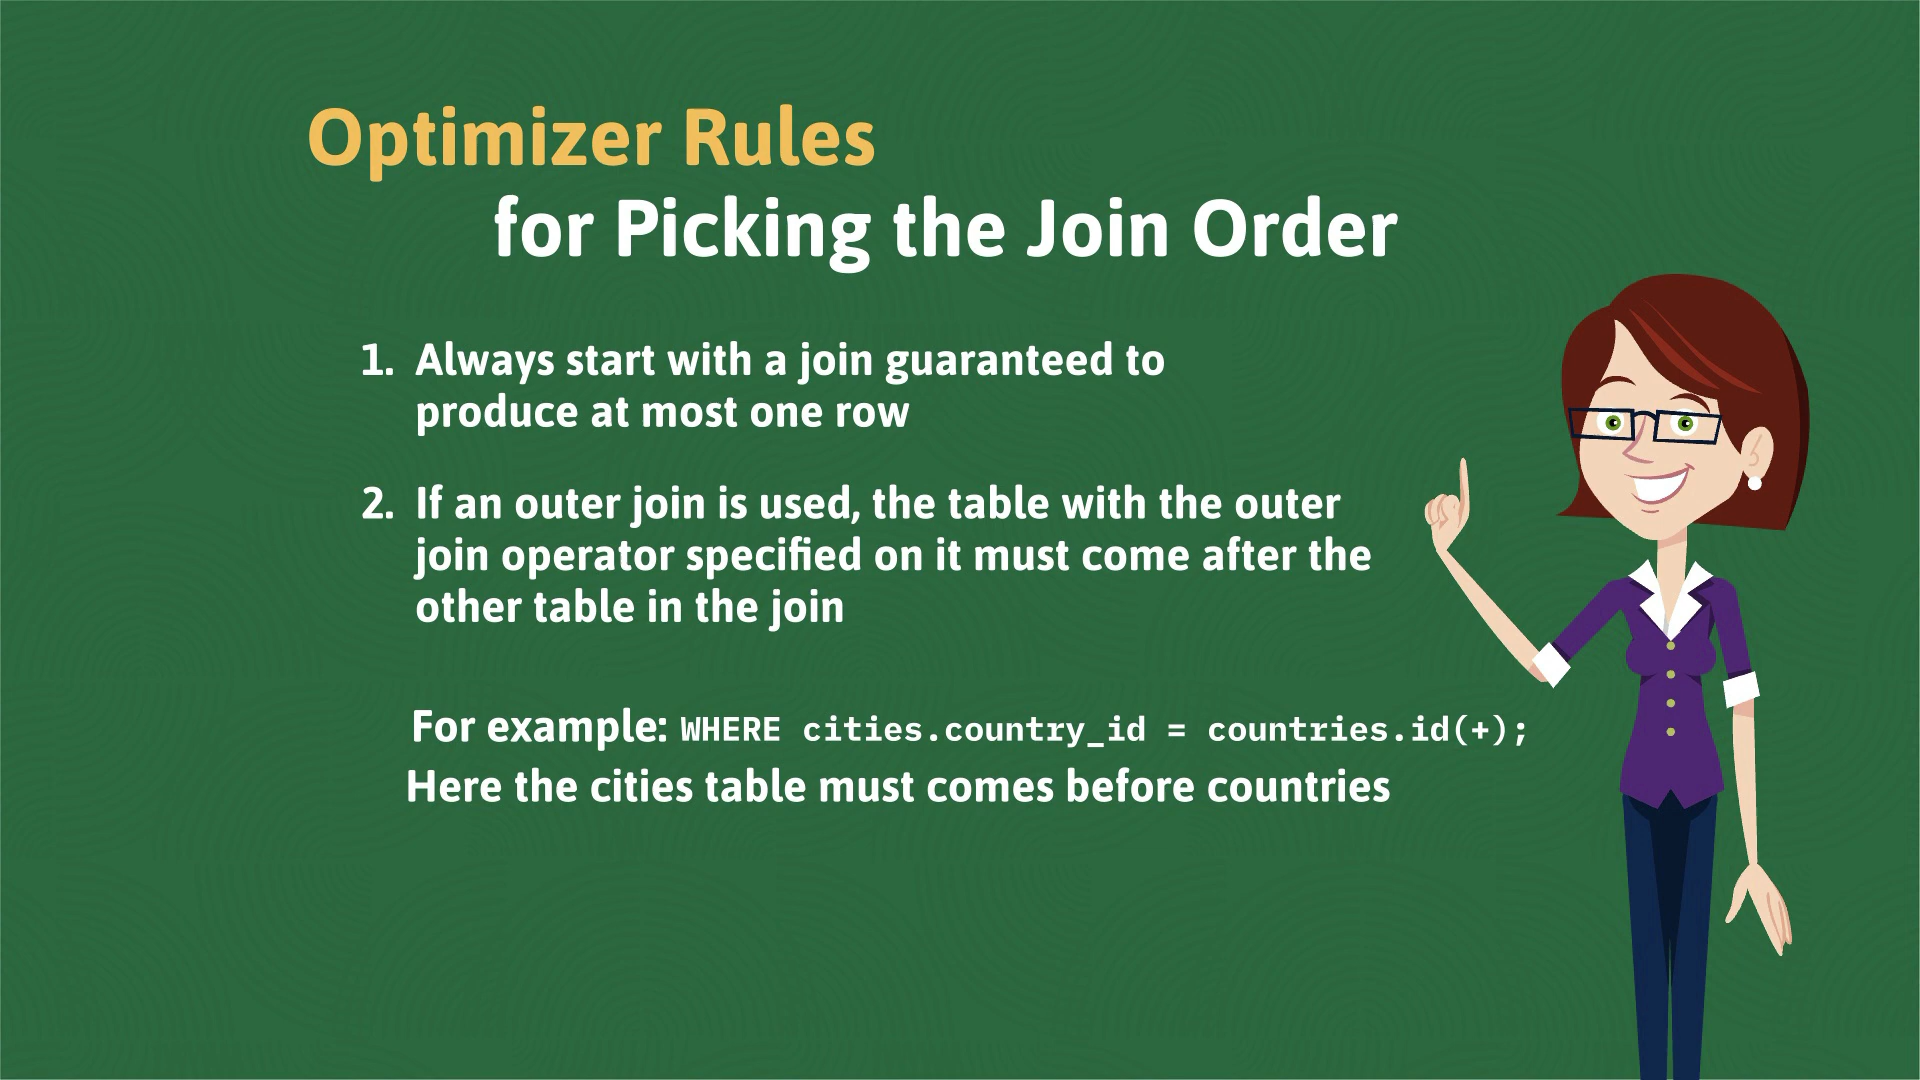 Optimizer Rules
for Picking the Join Order
1. Always start with a join guaranteed to
produce at most one row
2. If an outer join is used, the table with the outer
join operator specified on it must come after the
other table in the join
For example: WHERE cities.country_id = countries.id(+);
Here the cities table must comes before countries